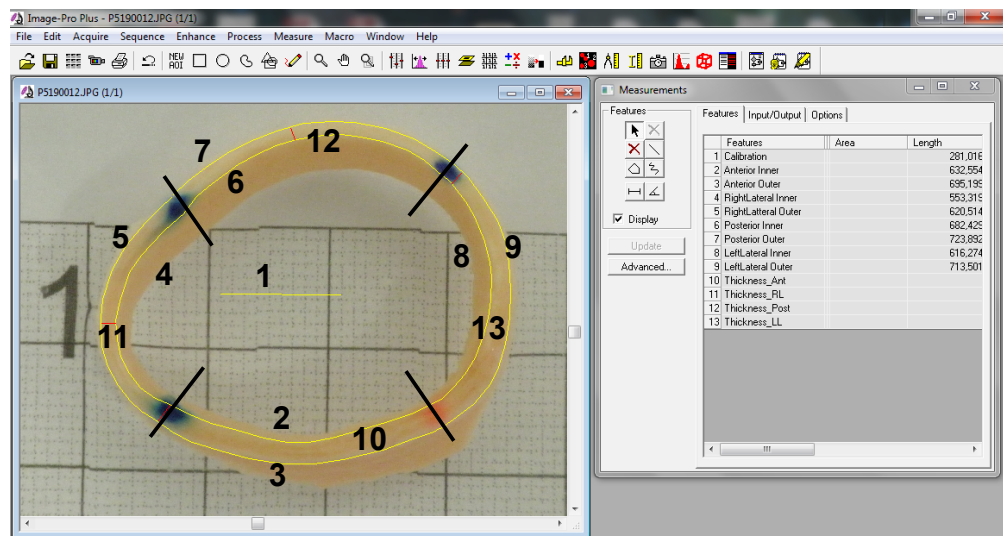 Image-Pro Plus - P5190012.JPG (1/1)
File Edit Acquire Sequence Enhance Process Measure Macro Window Help
NEW AOI
P5190012.JPG (1/1)
12
7
6
5
9
8
4
1
1
11
13
2
10
3
Measurements
Features
Display
Update
Advanced...
Features Input/Output Options
Features Area Length
1 Calibration 281,016
2 Anterior Inner 632,554
3 Anterior Outer 695,195
4 RightLateral Inner 553,319
5 RightLatteral Outer 620,514
6 Posterior Inner 682,429
7 Posterior Outer 723,892
8 LeftLateral Inner 616,274
9 LeftLateral Outer 713,501
10 Thickness_Ant
11 Thickness_RL
12 Thickness_Post
13 Thickness_LL